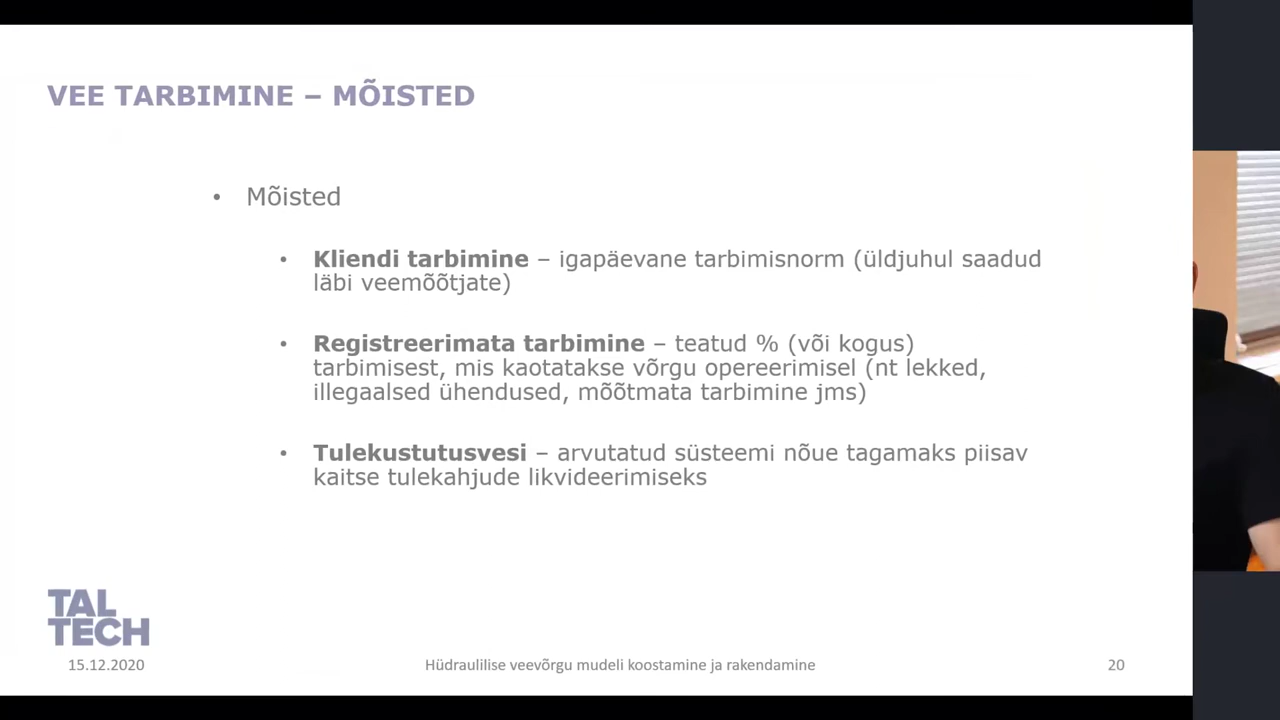 VEE TARBIMINE – MÕISTED
• Mõisted
• Kliendi tarbimine – igapäevane tarbimisnorm (üldjuhul saadud
läbi veemõõtjate)
• Registreerimata tarbimine – teatud % (või kogus)
tarbimisest, mis kaotatakse võrgu opereerimisel (nt lekked,
illegaalsed ühendused, mõõtmata tarbimine jms)
• Tulekustutusvesi – arvutatud süsteemi nõue tagamaks piisav
kaitse tulekahjude likvideerimiseks
TAL
TECH
15.12.2020
Hüdraulilise veevõrgu mudeli koostamine ja rakendamine
20